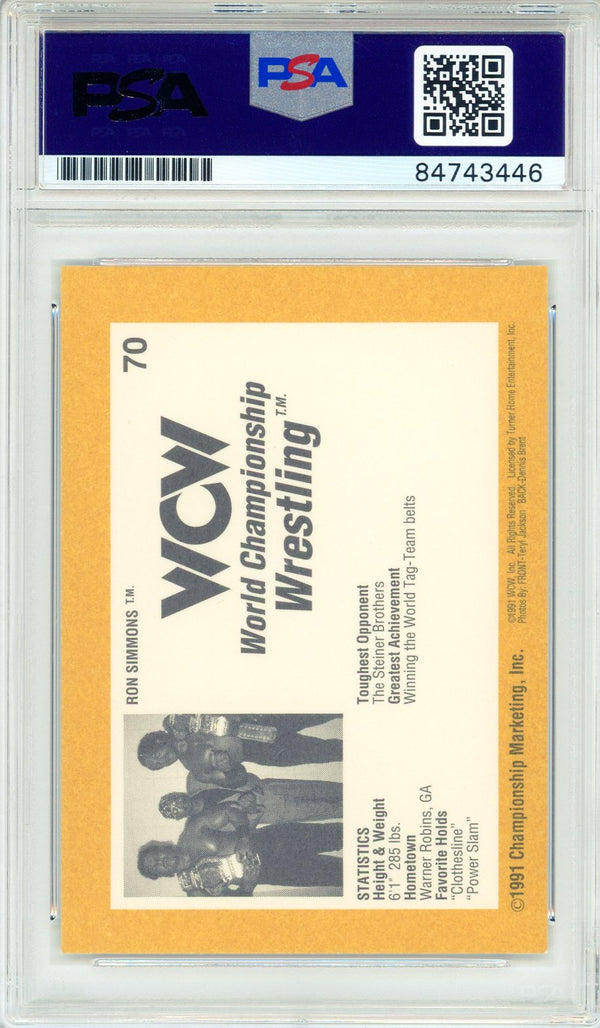 PSA
PSA
84743446
RON SIMMONS T.M.
70
WCW
World Championship
Wrestling T.M.
STATISTICS
Height & Weight
6'1" 285 lbs.
Hometown
Warner Robins, GA
Favorite Holds
"Clothesline"
"Power Slam"
Toughest Opponent
The Steiner Brothers
Greatest Achievement
Winning the World Tag-Team belts
©1991 Championship Marketing, Inc.
©1991 WCW, Inc. All Rights Reserved. Licensed by Turner Home Entertainment, Inc.
Photos By: FRONT-Teryl Jackson BACK-Dennis Brent
PSA